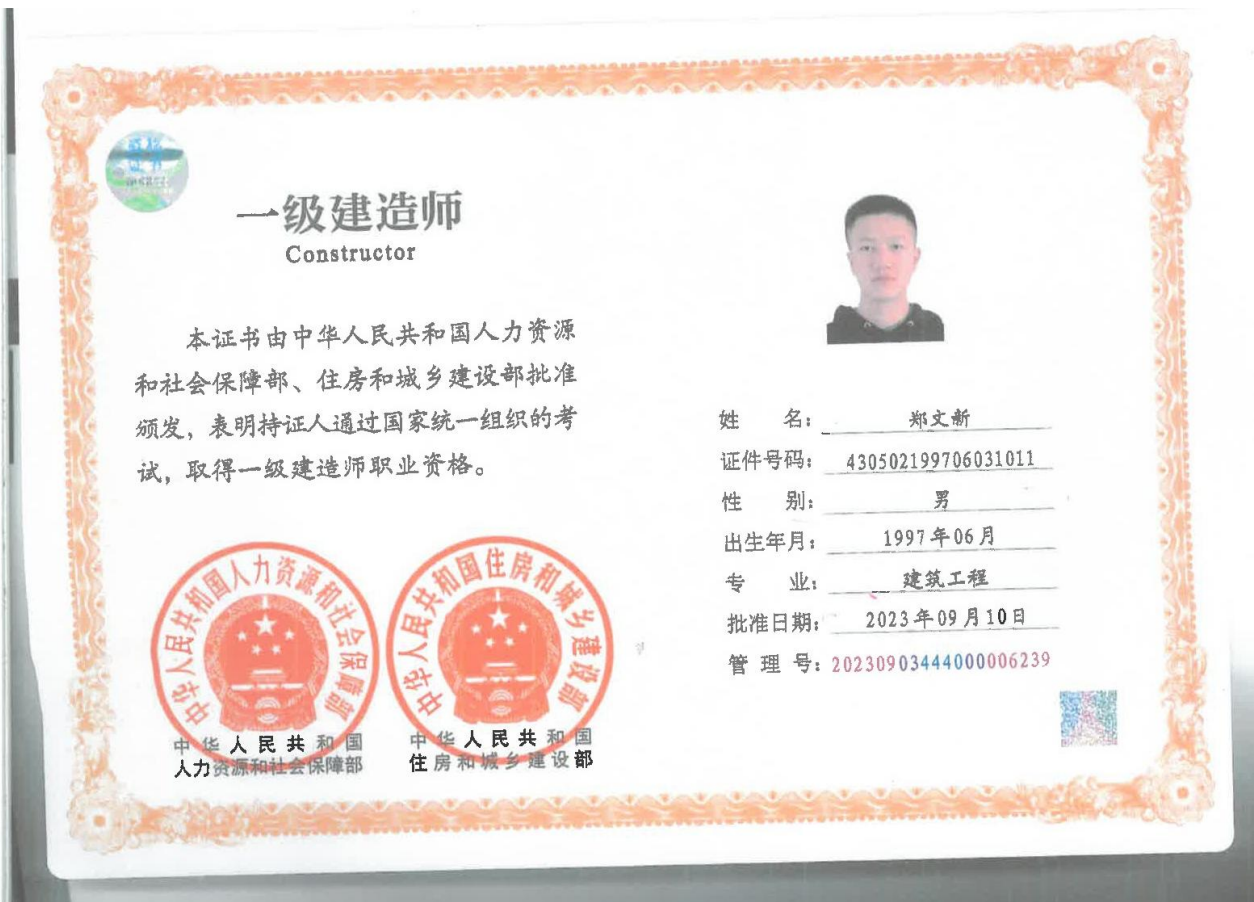 一级建造师
Constructor
本证书由中华人民共和国人力资源
和社会保障部、住房和城乡建设部批准
颁发，表明持证人通过国家统一组织的考
试，取得一级建造师职业资格。
中华人民共和国人力资源和社会保障部
中华人民共和国住房和城乡建设部
中华人民共和国
人力资源和社会保障部
中华人民共和国
住房和城乡建设部
姓名：郑文新
证件号码：430502199706031011
性别：男
出生年月：1997年06月
专业：建筑工程
批准日期：2023年09月10日
管理号：20230903444000006239